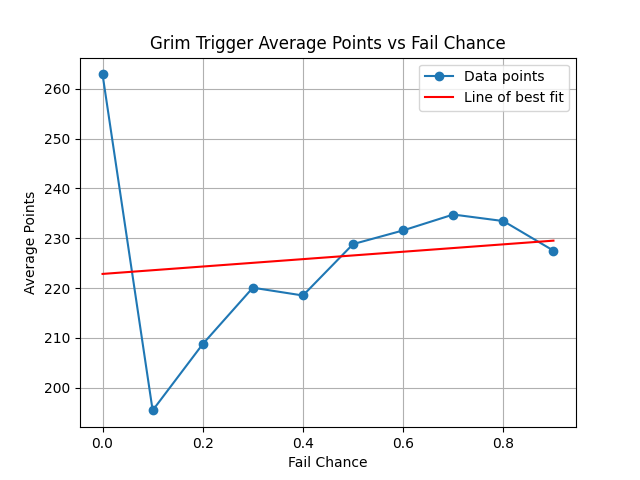 Grim Trigger Average Points vs Fail Chance
Data points
Line of best fit
Average Points
260
250
240
230
220
210
200
0.0 0.2 0.4 0.6 0.8
Fail Chance